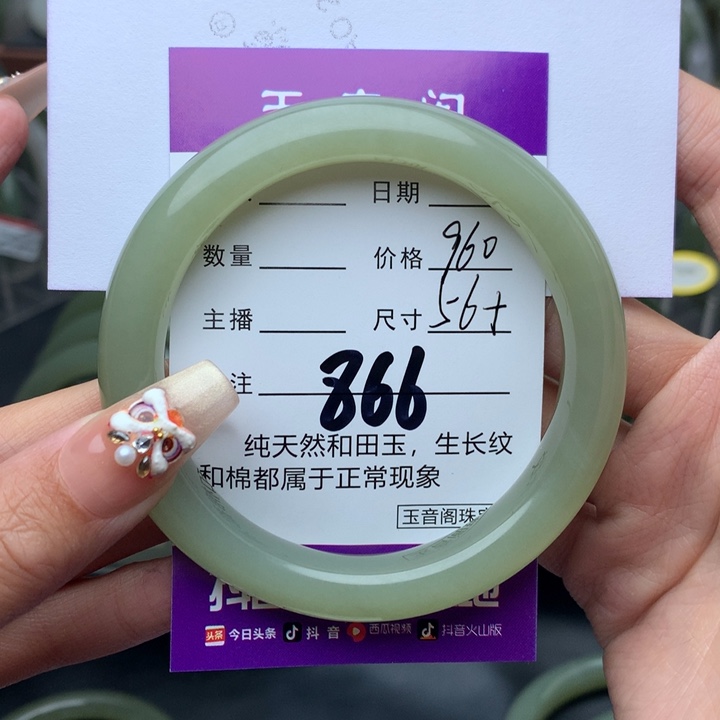 日期
数量 价格 960
主播 尺寸 56+
注 866
纯天然和田玉，生长纹
和棉都属于正常现象
玉音阁珠
头条 今日头条 抖音 西瓜视频 抖音火山版